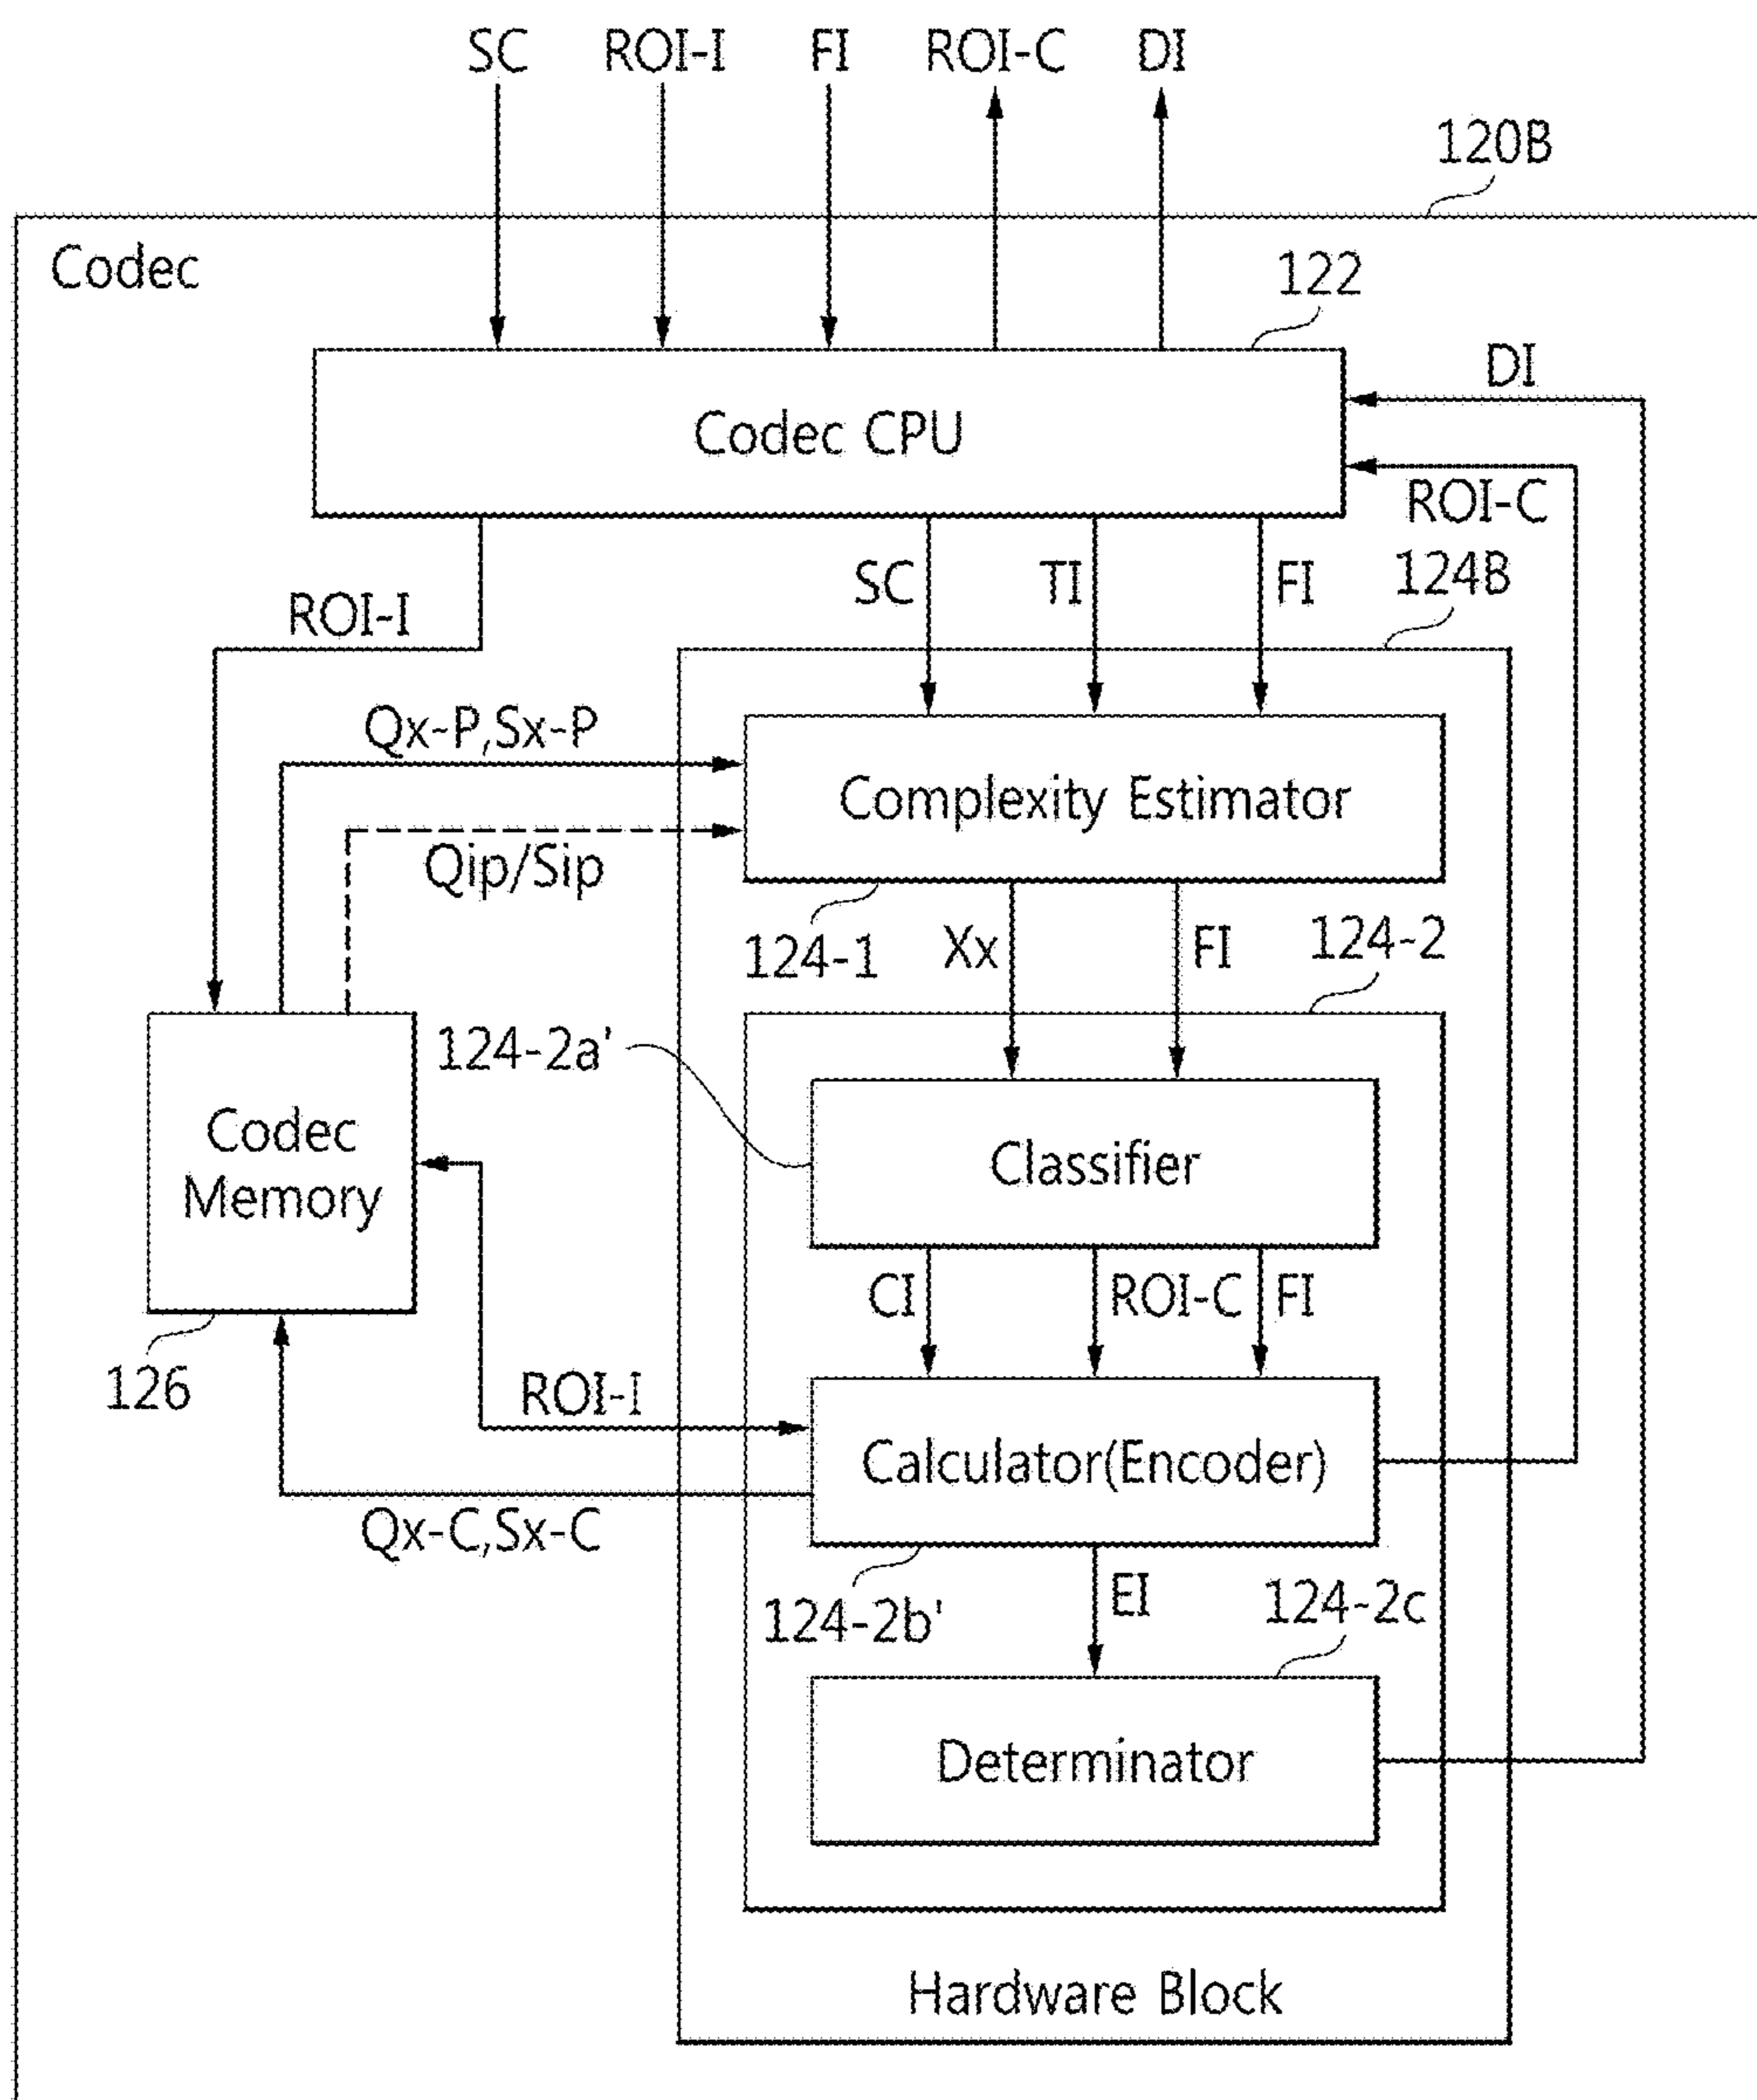 SC
ROI-I
FI
ROI-C
DI
120B
Codec
122
DI
Codec CPU
ROI-C
SC
TI
FI
124B
ROI-I
Qx-P,Sx-P
Complexity Estimator
Qip/Sip
124-1
Xx
FI
124-2
124-2a'
Codec
Memory
Classifier
CI
ROI-C
FI
126
ROI-I
Calculator(Encoder)
Qx-C,Sx-C
124-2b'
EI
124-2c
Determinator
Hardware Block